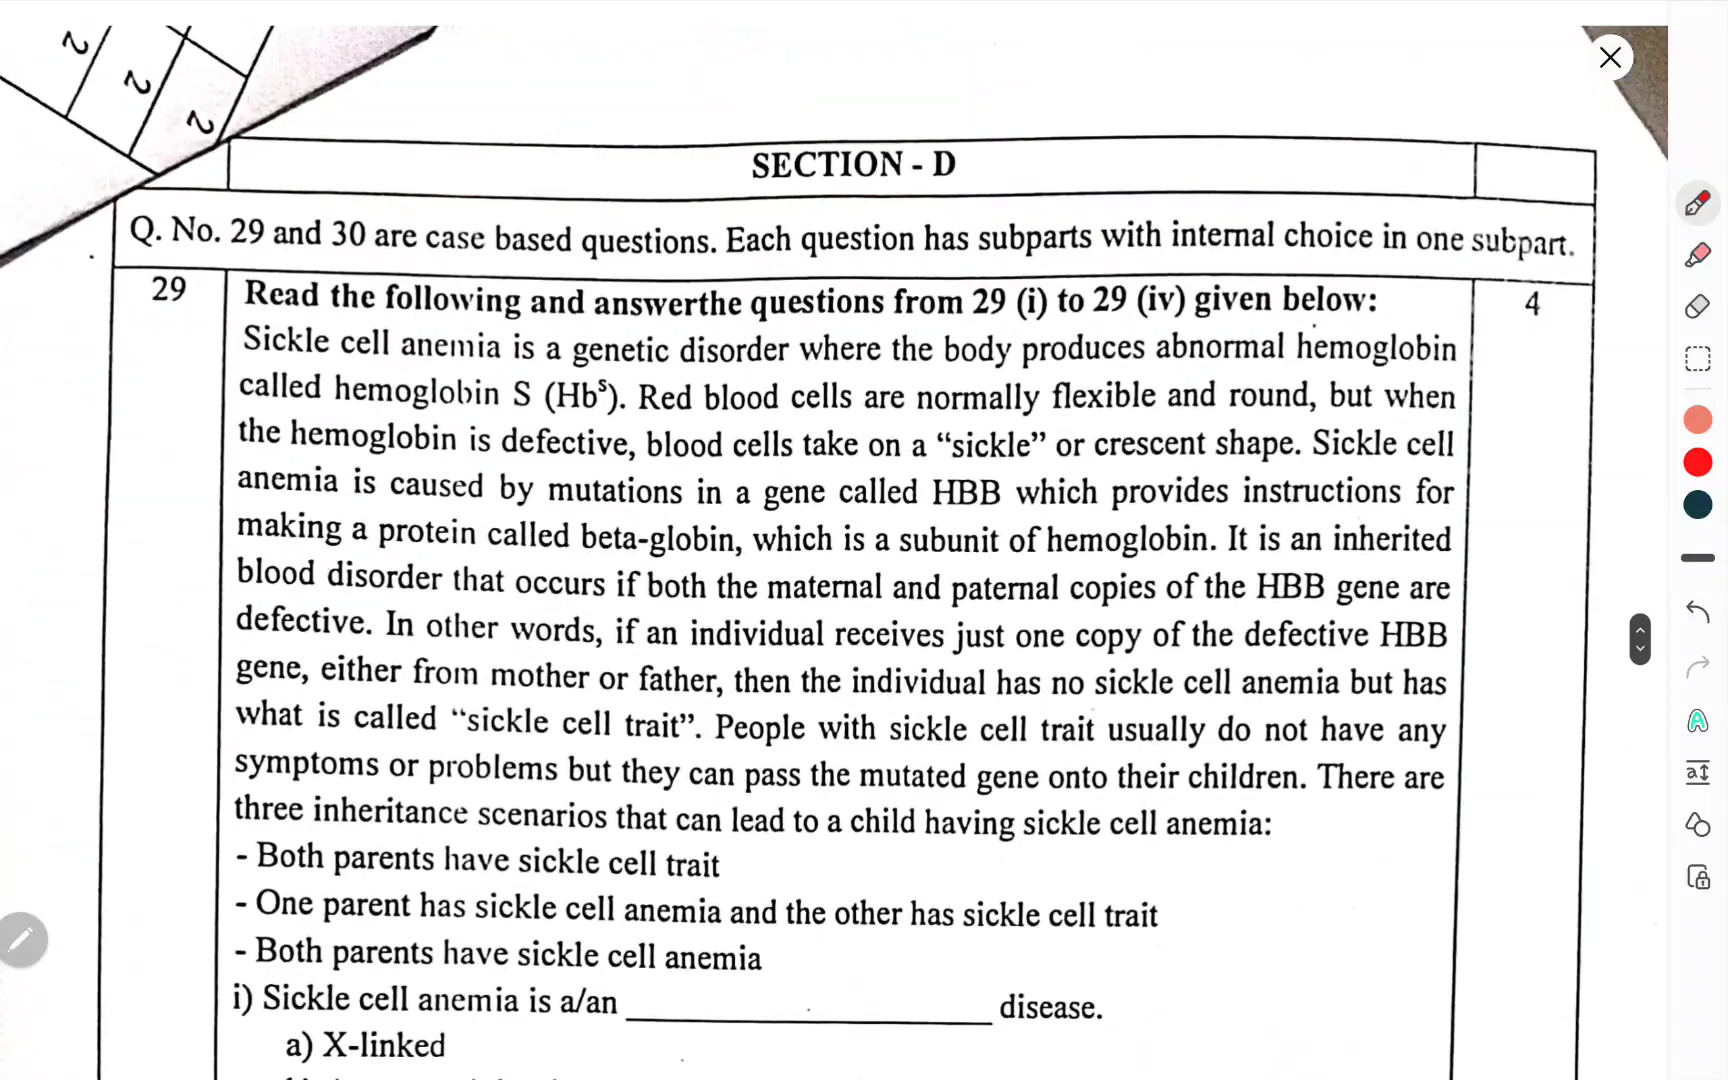 2
2
2
SECTION - D
Q. No. 29 and 30 are case based questions. Each question has subparts with internal choice in one subpart.
29
Read the following and answerthe questions from 29 (i) to 29 (iv) given below:
4
Sickle cell anemia is a genetic disorder where the body produces abnormal hemoglobin
called hemoglobin S (Hbˢ). Red blood cells are normally flexible and round, but when
the hemoglobin is defective, blood cells take on a “sickle” or crescent shape. Sickle cell
anemia is caused by mutations in a gene called HBB which provides instructions for
making a protein called beta-globin, which is a subunit of hemoglobin. It is an inherited
blood disorder that occurs if both the maternal and paternal copies of the HBB gene are
defective. In other words, if an individual receives just one copy of the defective HBB
gene, either from mother or father, then the individual has no sickle cell anemia but has
what is called “sickle cell trait”. People with sickle cell trait usually do not have any
symptoms or problems but they can pass the mutated gene onto their children. There are
three inheritance scenarios that can lead to a child having sickle cell anemia:
- Both parents have sickle cell trait
- One parent has sickle cell anemia and the other has sickle cell trait
- Both parents have sickle cell anemia
i) Sickle cell anemia is a/an ____________________ disease.
a) X-linked